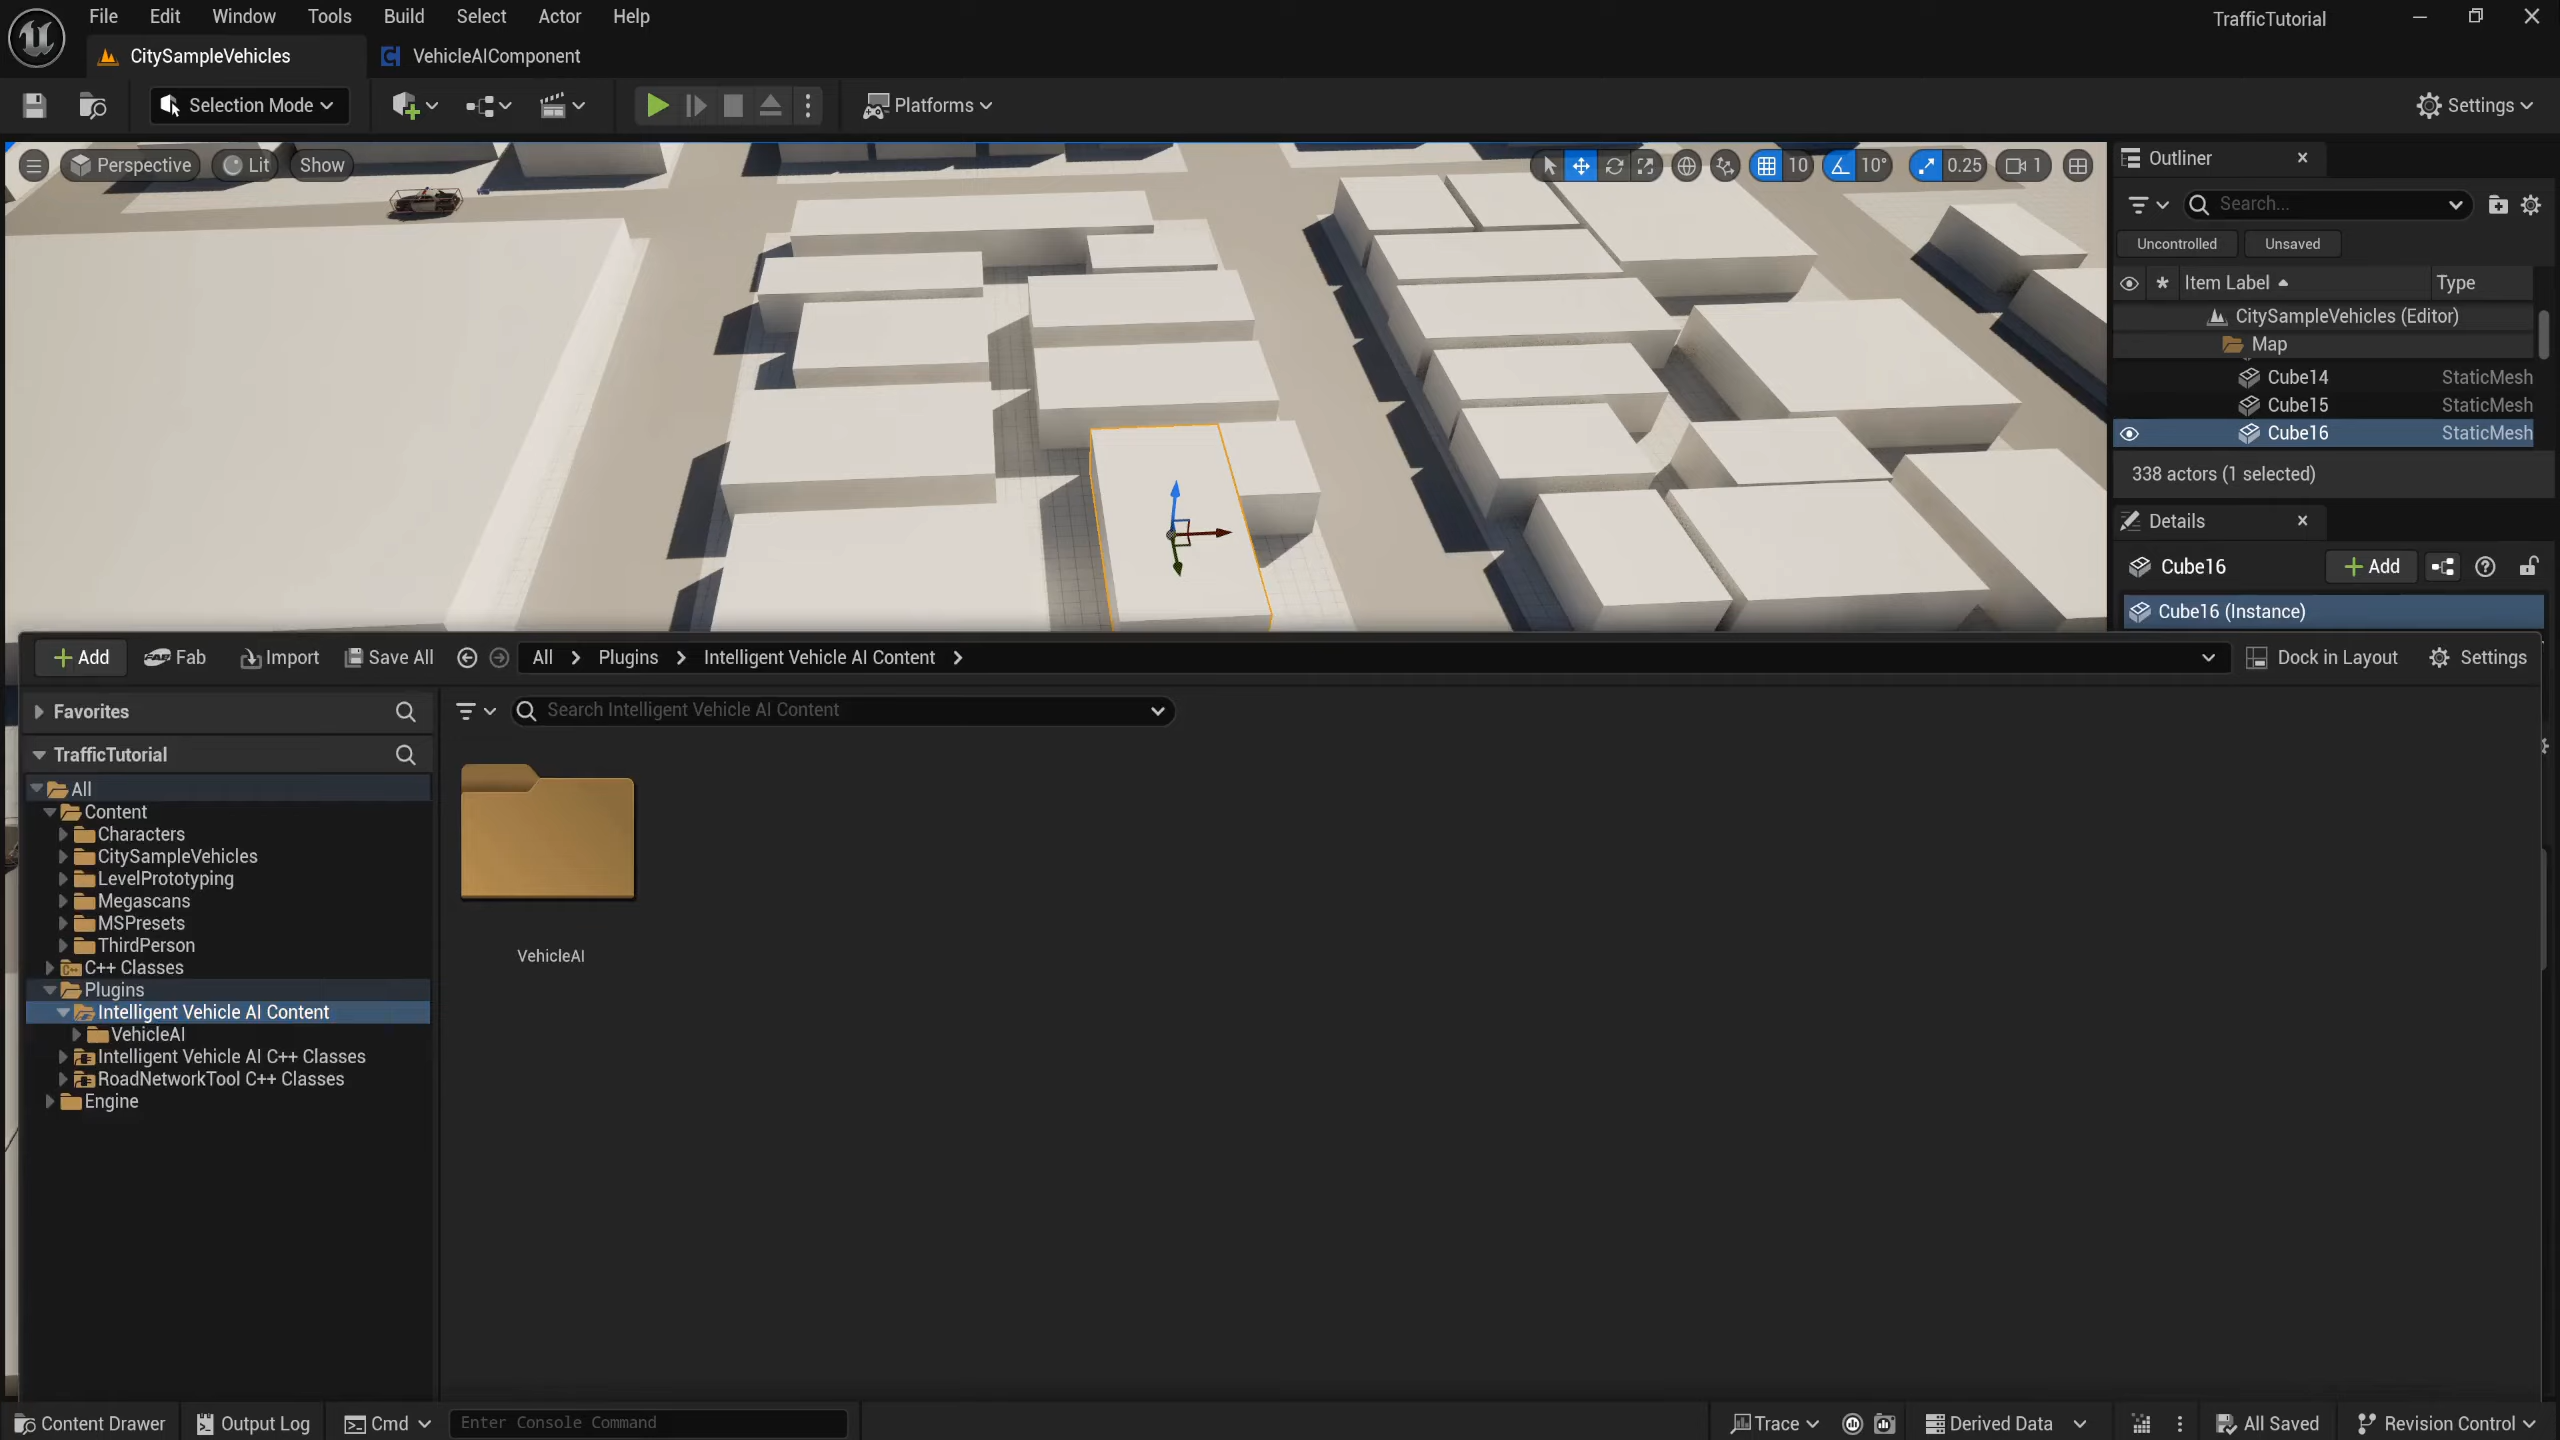 File Edit Window Tools Build Select Actor Help
TrafficTutorial
CitySampleVehicles
VehicleAIComponent
Selection Mode
Platforms
Settings
Perspective
Lit
Show
10
10°
0.25
1
Outliner
Search...
Uncontrolled
Unsaved
Item Label
Type
CitySampleVehicles (Editor)
Map
Cube14 StaticMesh
Cube15 StaticMesh
Cube16 StaticMesh
338 actors (1 selected)
Details
Cube16
Add
Cube16 (Instance)
Add
Fab
Import
Save All
All
Plugins
Intelligent Vehicle AI Content
Dock in Layout
Settings
Favorites
Search Intelligent Vehicle AI Content
TrafficTutorial
All
Content
Characters
CitySampleVehicles
LevelPrototyping
Megascans
MSPresets
ThirdPerson
C++ Classes
Plugins
Intelligent Vehicle AI Content
VehicleAI
Intelligent Vehicle AI C++ Classes
RoadNetworkTool C++ Classes
Engine
VehicleAI
Content Drawer
Output Log
Cmd
Enter Console Command
Trace
Derived Data
All Saved
Revision Control